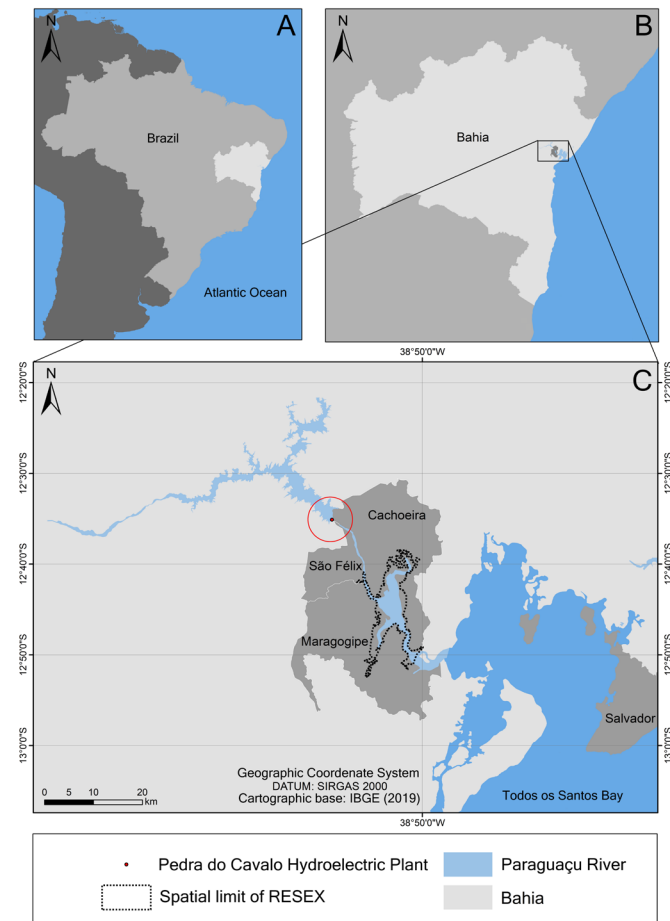 N
A
Brazil
Atlantic Ocean
N
B
Bahia
38°50'0"W
12°20'0"S
12°20'0"S
N
C
12°30'0"S
12°30'0"S
Cachoeira
São Félix
12°40'0"S
12°40'0"S
Maragogipe
12°50'0"S
12°50'0"S
Salvador
13°0'0"S
13°0'0"S
Geographic Coordenate System
DATUM: SIRGAS 2000
Cartographic base: IBGE (2019)
0 5 10 20
km
Todos os Santos Bay
38°50'0"W
Pedra do Cavalo Hydroelectric Plant
Paraguaçu River
Spatial limit of RESEX
Bahia